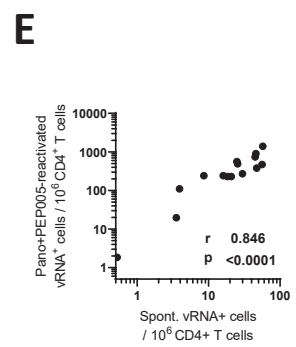 E
Pano+PEP005-reactivated
vRNA⁺ cells / 10⁶ CD4⁺ T cells
10000
1000
100
10
1
r 0.846
p <0.0001
1 10 100
Spont. vRNA+ cells
/ 10⁶ CD4+ T cells